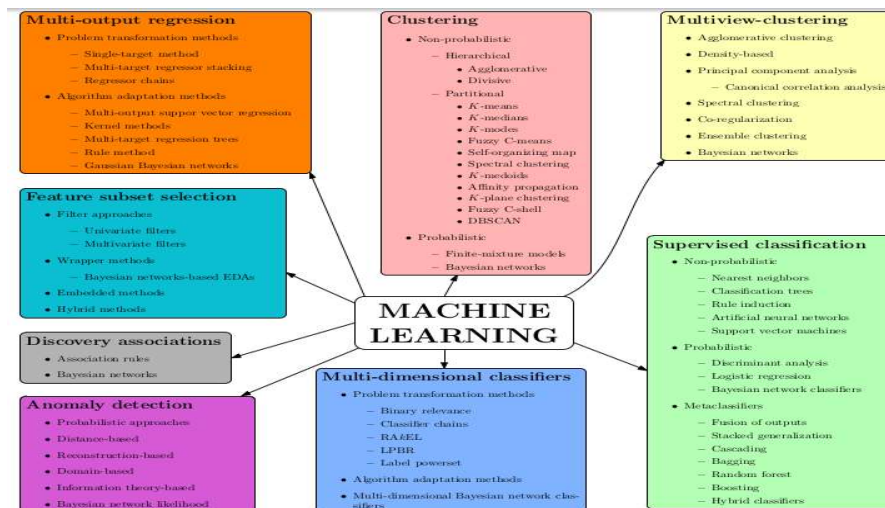 Multi-output regression
• Problem transformation methods
– Single-target method
– Multi-target regressor stacking
– Regressor chains
• Algorithm adaptation methods
– Multi-output suppor vector regression
– Kernel methods
– Multi-target regression trees
– Rule method
– Gaussian Bayesian networks
Clustering
• Non-probabilistic
– Hierarchical
• Agglomerative
• Divisive
– Partitional
• K-means
• K-medians
• K-modes
• Fuzzy C-means
• Self-organizing map
• Spectral clustering
• K-medoids
• Affinity propagation
• K-plane clustering
• Fuzzy C-shell
• DBSCAN
• Probabilistic
– Finite-mixture models
– Bayesian networks
Multiview-clustering
• Agglomerative clustering
• Density-based
• Principal component analysis
– Canonical correlation analysis
• Spectral clustering
• Co-regularization
• Ensemble clustering
• Bayesian networks
Feature subset selection
• Filter approaches
– Univariate filters
– Multivariate filters
• Wrapper methods
– Bayesian networks-based EDAs
• Embedded methods
• Hybrid methods
MACHINE
LEARNING
Supervised classification
• Non-probabilistic
– Nearest neighbors
– Classification trees
– Rule induction
– Artificial neural networks
– Support vector machines
• Probabilistic
– Discriminant analysis
– Logistic regression
– Bayesian network classifiers
• Metaclassifiers
– Fusion of outputs
– Stacked generalization
– Cascading
– Bagging
– Random forest
– Boosting
– Hybrid classifiers
Discovery associations
• Association rules
• Bayesian networks
Anomaly detection
• Probabilistic approaches
• Distance-based
• Reconstruction-based
• Domain-based
• Information theory-based
• Bayesian network likelihood
Multi-dimensional classifiers
• Problem transformation methods
– Binary relevance
– Classifier chains
– RAkEL
– LPBR
– Label powerset
• Algorithm adaptation methods
• Multi-dimensional Bayesian network clas-
sifiers